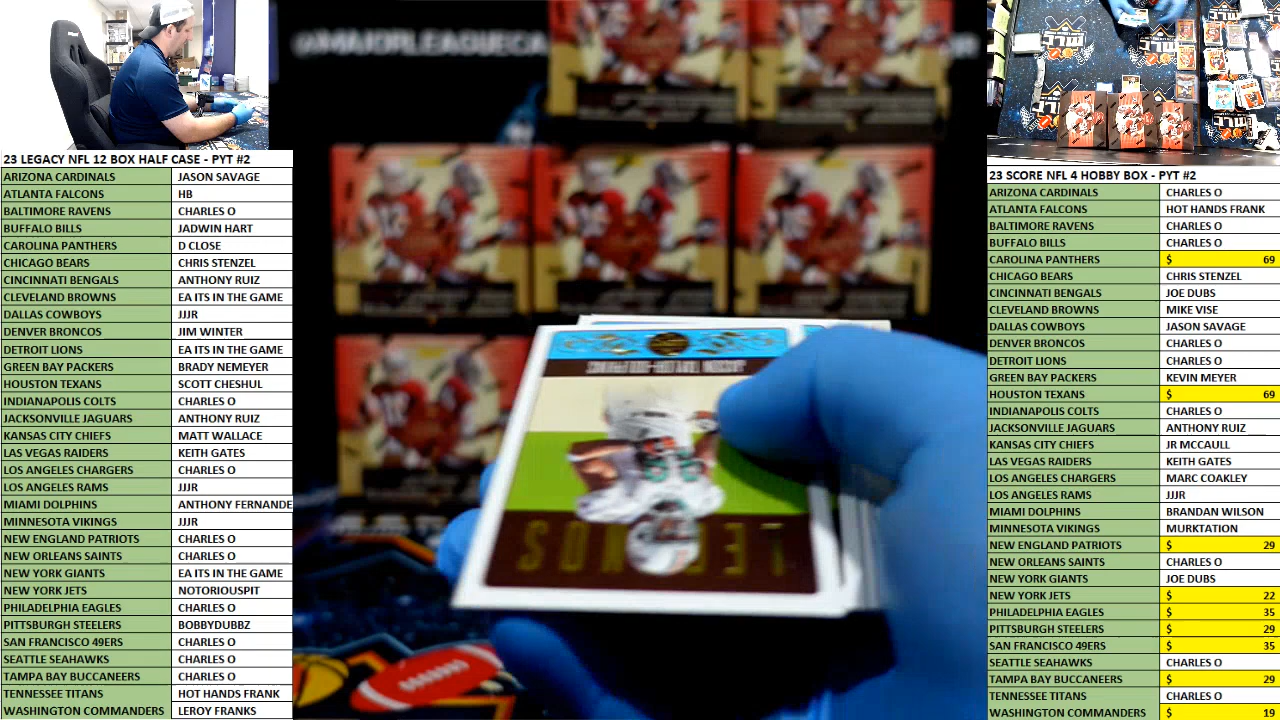 23 LEGACY NFL 12 BOX HALF CASE - PYT #2
ARIZONA CARDINALS JASON SAVAGE
ATLANTA FALCONS HB
BALTIMORE RAVENS CHARLES O
BUFFALO BILLS JADWIN HART
CAROLINA PANTHERS D CLOSE
CHICAGO BEARS CHRIS STENZEL
CINCINNATI BENGALS ANTHONY RUIZ
CLEVELAND BROWNS EA ITS IN THE GAME
DALLAS COWBOYS JJJR
DENVER BRONCOS JIM WINTER
DETROIT LIONS EA ITS IN THE GAME
GREEN BAY PACKERS BRADY NEMEYER
HOUSTON TEXANS SCOTT CHESHUL
INDIANAPOLIS COLTS CHARLES O
JACKSONVILLE JAGUARS ANTHONY RUIZ
KANSAS CITY CHIEFS MATT WALLACE
LAS VEGAS RAIDERS KEITH GATES
LOS ANGELES CHARGERS CHARLES O
LOS ANGELES RAMS JJJR
MIAMI DOLPHINS ANTHONY FERNANDE
MINNESOTA VIKINGS JJJR
NEW ENGLAND PATRIOTS CHARLES O
NEW ORLEANS SAINTS CHARLES O
NEW YORK GIANTS EA ITS IN THE GAME
NEW YORK JETS NOTORIOUSPIT
PHILADELPHIA EAGLES CHARLES O
PITTSBURGH STEELERS BOBBYDUBBZ
SAN FRANCISCO 49ERS CHARLES O
SEATTLE SEAHAWKS CHARLES O
TAMPA BAY BUCCANEERS CHARLES O
TENNESSEE TITANS HOT HANDS FRANK
WASHINGTON COMMANDERS LEROY FRANKS
@MAJORLEAGUECA
MLC
23 SCORE NFL 4 HOBBY BOX - PYT #2
ARIZONA CARDINALS CHARLES O
ATLANTA FALCONS HOT HANDS FRANK
BALTIMORE RAVENS CHARLES O
BUFFALO BILLS CHARLES O
CAROLINA PANTHERS $ 69
CHICAGO BEARS CHRIS STENZEL
CINCINNATI BENGALS JOE DUBS
CLEVELAND BROWNS MIKE VISE
DALLAS COWBOYS JASON SAVAGE
DENVER BRONCOS CHARLES O
DETROIT LIONS CHARLES O
GREEN BAY PACKERS KEVIN MEYER
HOUSTON TEXANS $ 69
INDIANAPOLIS COLTS CHARLES O
JACKSONVILLE JAGUARS ANTHONY RUIZ
KANSAS CITY CHIEFS JR MCCAULL
LAS VEGAS RAIDERS KEITH GATES
LOS ANGELES CHARGERS MARC COAKLEY
LOS ANGELES RAMS JJJR
MIAMI DOLPHINS BRANDAN WILSON
MINNESOTA VIKINGS MURKTATION
NEW ENGLAND PATRIOTS $ 29
NEW ORLEANS SAINTS CHARLES O
NEW YORK GIANTS JOE DUBS
NEW YORK JETS $ 22
PHILADELPHIA EAGLES $ 35
PITTSBURGH STEELERS $ 29
SAN FRANCISCO 49ERS $ 35
SEATTLE SEAHAWKS CHARLES O
TAMPA BAY BUCCANEERS $ 29
TENNESSEE TITANS CHARLES O
WASHINGTON COMMANDERS $ 19